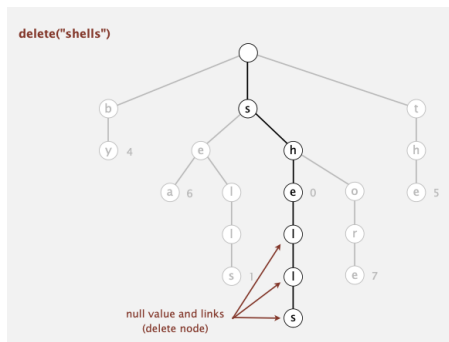 delete("shells")
b s t
y 4 e h h
a 6 l e 0 o e 5
l l r
s 1 l e 7
null value and links
(delete node) s